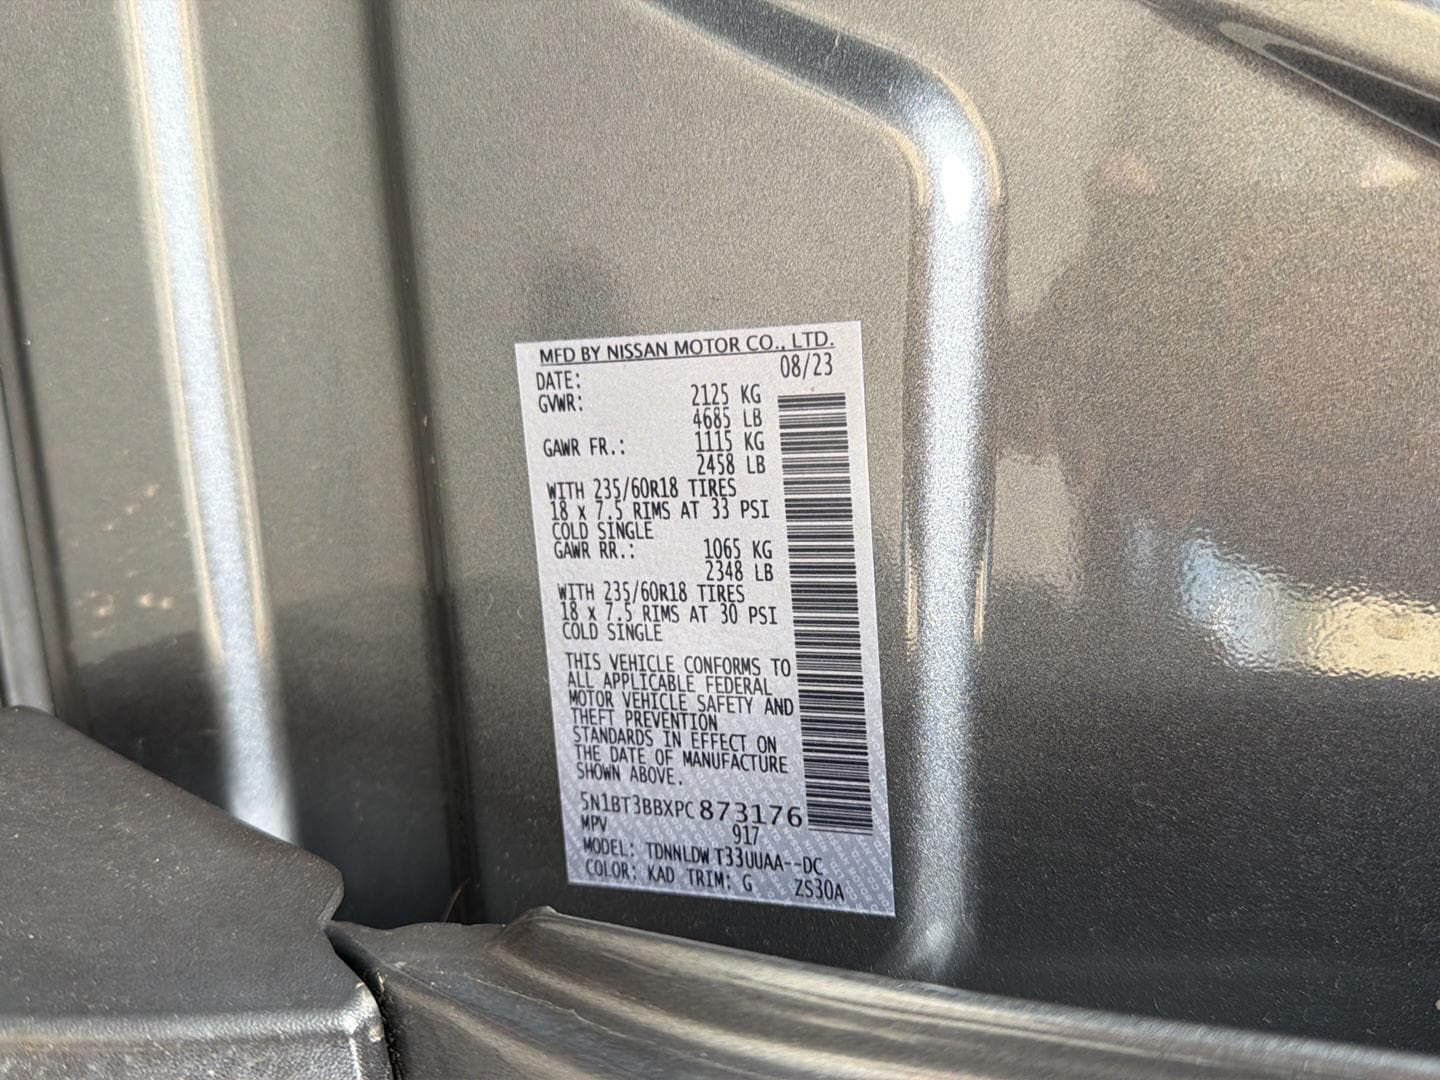 MFD BY NISSAN MOTOR CO., LTD.
DATE: 08/23
GVWR: 2125 KG
4685 LB
GAWR FR.: 1115 KG
2458 LB
WITH 235/60R18 TIRES
18 x 7.5 RIMS AT 33 PSI
COLD SINGLE
GAWR RR.: 1065 KG
2348 LB
WITH 235/60R18 TIRES
18 x 7.5 RIMS AT 30 PSI
COLD SINGLE
THIS VEHICLE CONFORMS TO
ALL APPLICABLE FEDERAL
MOTOR VEHICLE SAFETY AND
THEFT PREVENTION
STANDARDS IN EFFECT ON
THE DATE OF MANUFACTURE
SHOWN ABOVE.
5N1BT3BBXPC873176
MPV 917
MODEL: TDNNLDW T33UUAA--DC
COLOR: KAD TRIM: G ZS30A